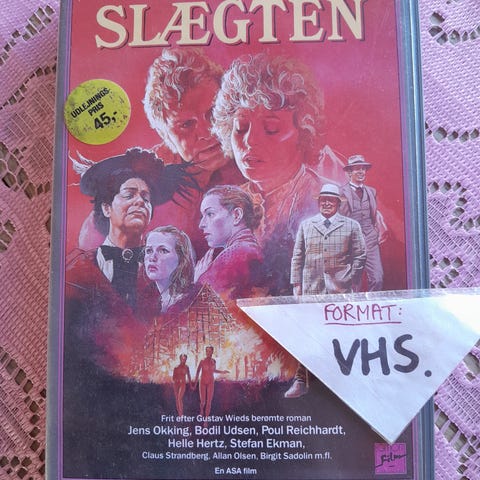 SLÆGTEN
UDLEJNINGS-
PRIS
45,-
FORMAT:
VHS.
Frit efter Gustav Wieds berømte roman
Jens Okking, Bodil Udsen, Poul Reichhardt,
Helle Hertz, Stefan Ekman,
Claus Strandberg, Allan Olsen, Birgit Sadolin m.fl.
En ASA film